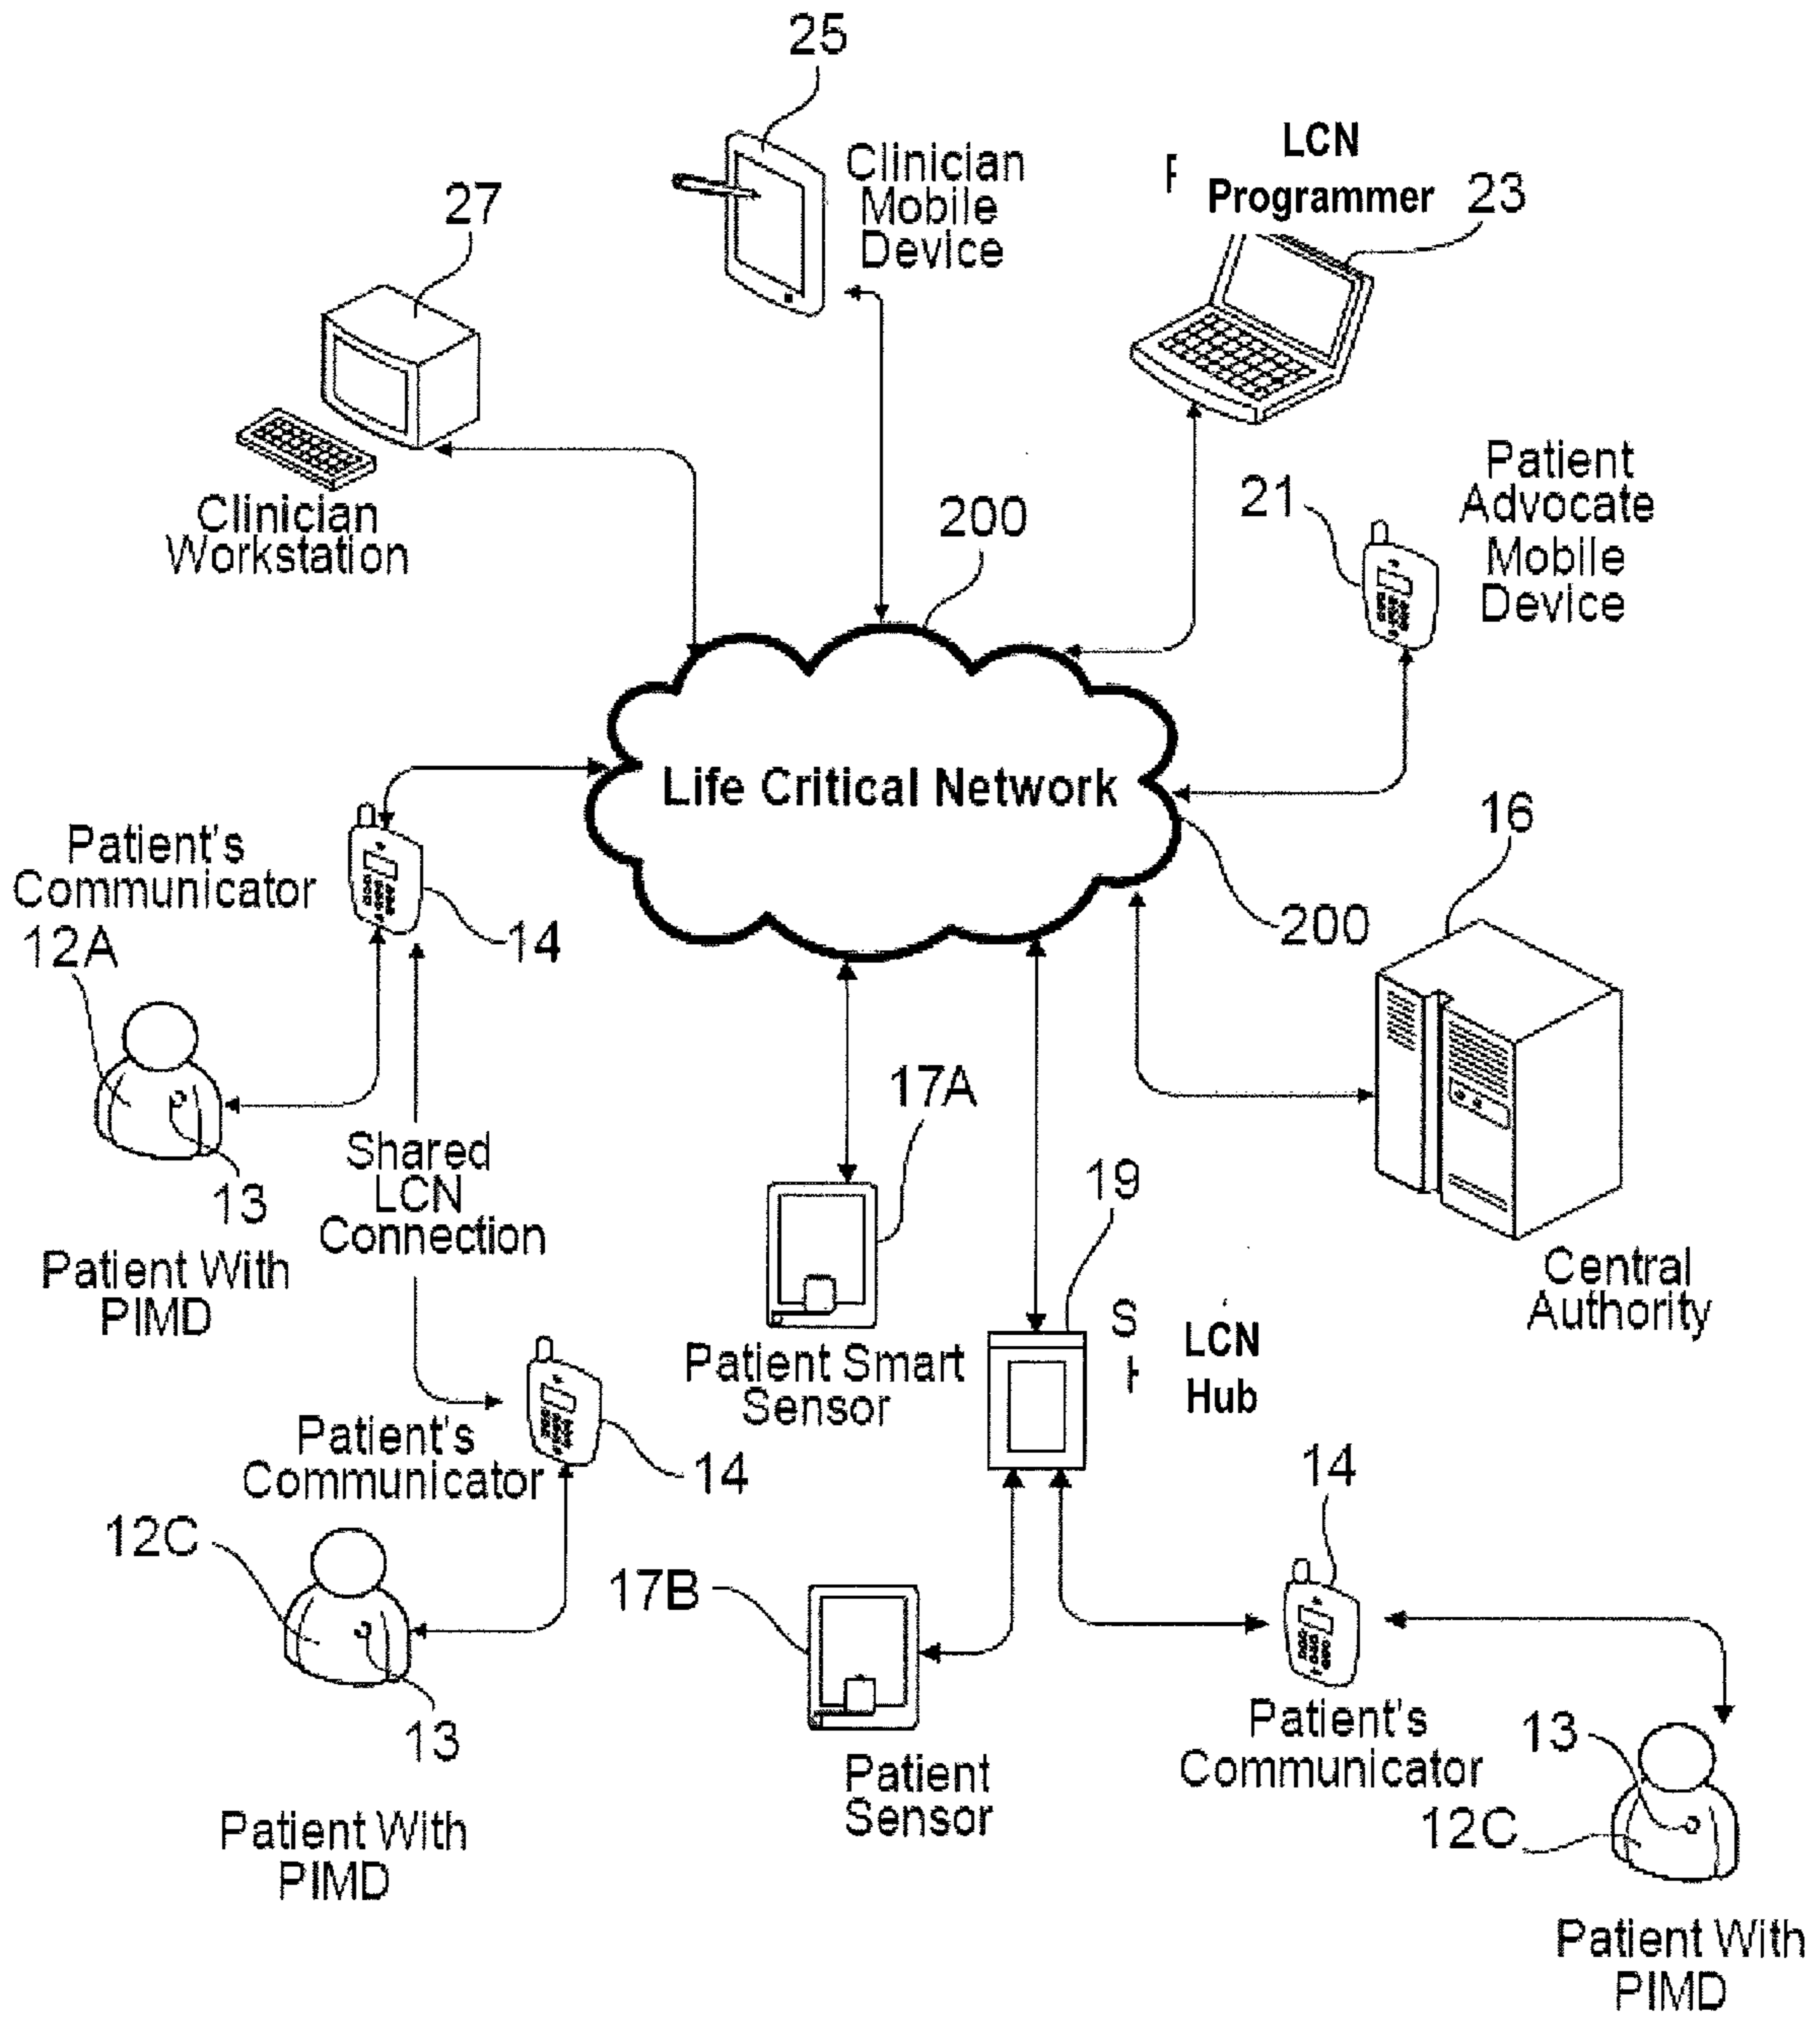 25
Clinician
Mobile
Device
LCN
Programmer
23
27
Clinician
Workstation
200
21
Patient
Advocate
Mobile
Device
Life Critical Network
Patient's
Communicator
14
12A
13
Patient With
PIMD
Shared
LCN
Connection
200
16
Central
Authority
17A
Patient Smart
Sensor
19
S
LCN
Hub
Patient's
Communicator
14
12C
13
Patient With
PIMD
17B
Patient
Sensor
14
Patient's
Communicator
13
12C
Patient With
PIMD